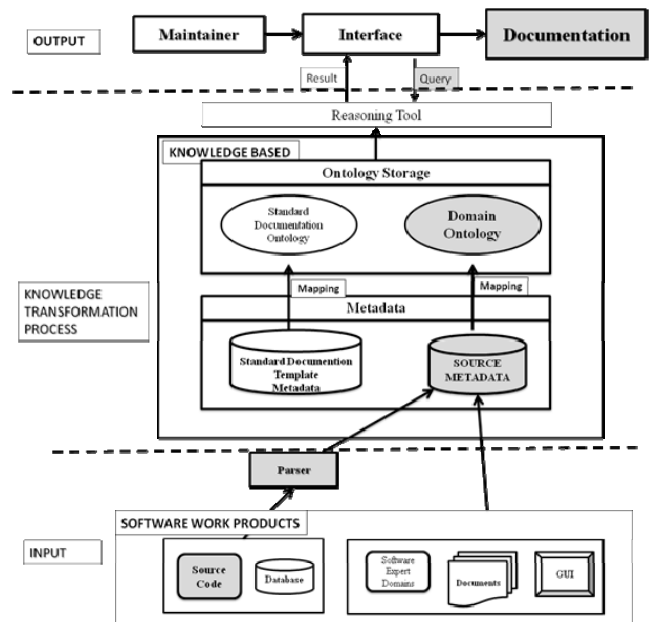 OUTPUT
Maintainer
Interface
Documentation
Result
Query
Reasoning Tool
KNOWLEDGE BASED
Ontology Storage
Standard
Documentation
Ontology
Domain
Ontology
Mapping
Mapping
KNOWLEDGE
TRANSFORMATION
PROCESS
Metadata
Standard Documention
Template
Metadata
SOURCE
METADATA
Parser
SOFTWARE WORK PRODUCTS
INPUT
Source
Code
Database
Software
Expert
Domains
Documents
GUI